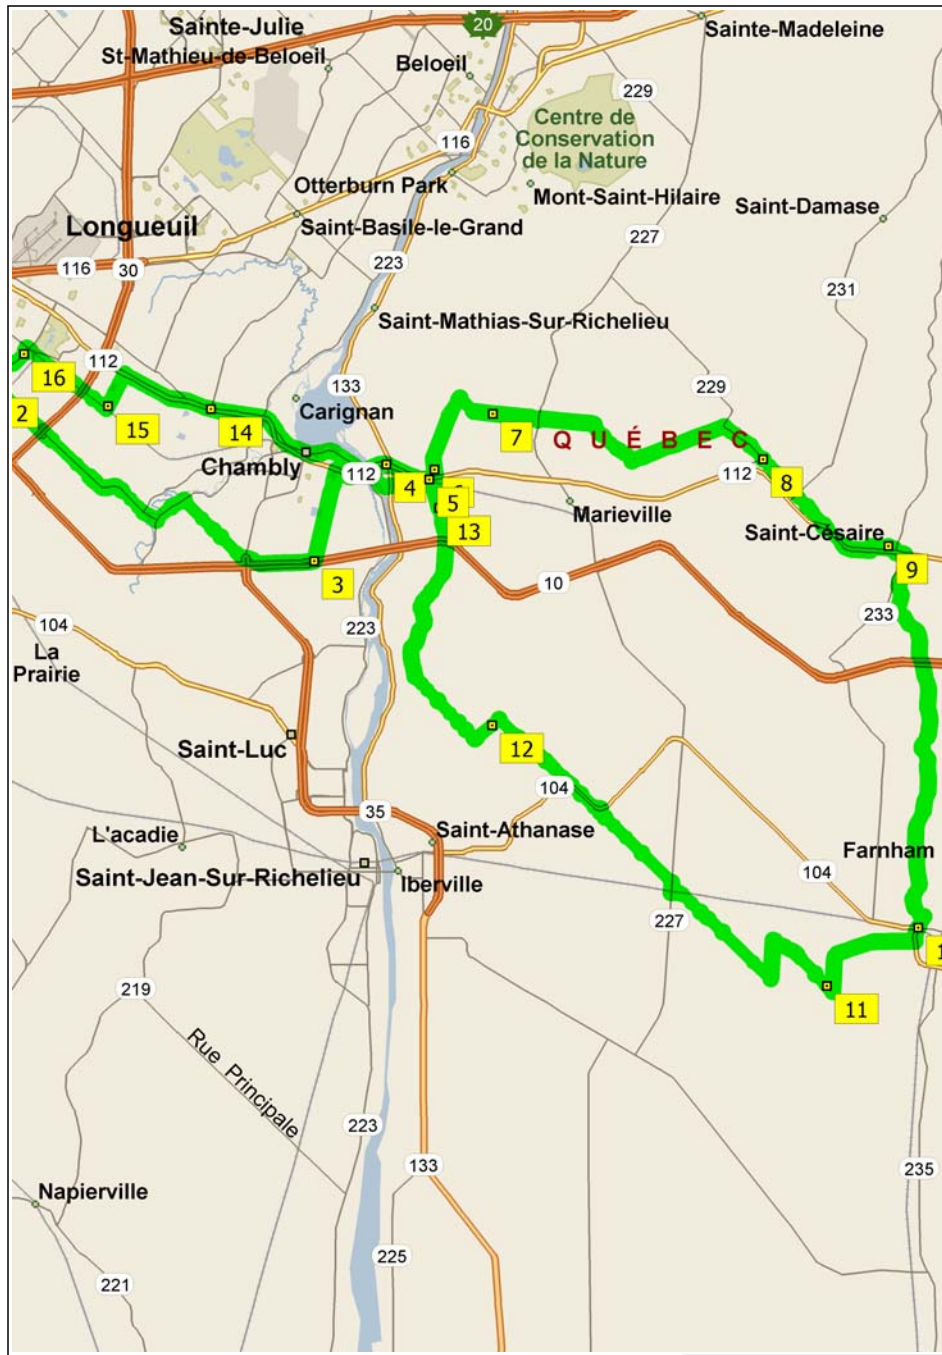 20
Sainte-Julie
Sainte-Madeleine
St-Mathieu-de-Beloeil
Beloeil
229
Centre de
Conservation
de la Nature
116
Otterburn Park
Mont-Saint-Hilaire
Saint-Damase
Longueuil
Saint-Basile-le-Grand
227
116
30
223
231
Saint-Mathias-Sur-Richelieu
112
16
133
229
2
15
14
Carignan
7
QUÉBEC
Chambly
112
4
112
8
5
Marieville
13
Saint-Césaire
3
10
9
104
223
233
La
Prairie
Saint-Luc
12
104
35
L'acadie
Saint-Athanase
Farnham
Saint-Jean-Sur-Richelieu
Iberville
104
227
219
11
Rue Principale
223
133
235
Napierville
225
221